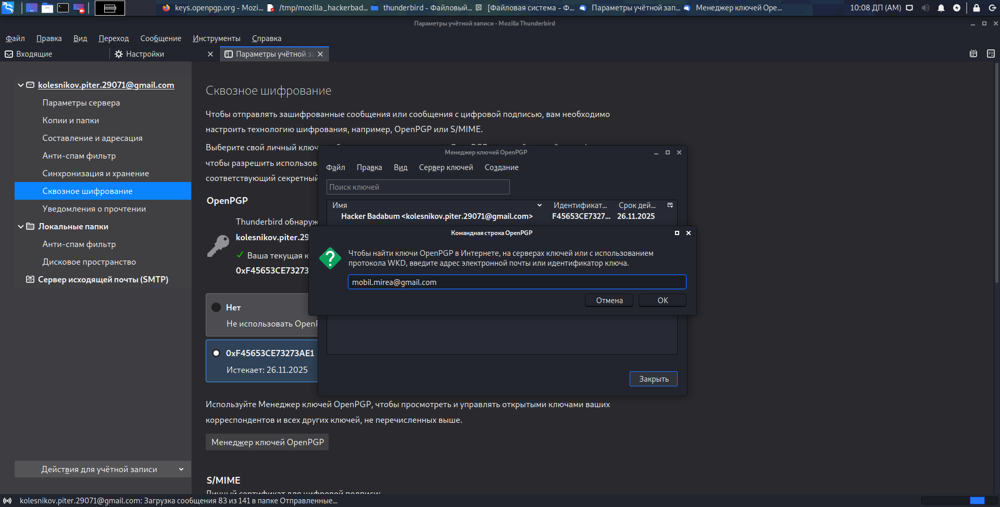 keys.openpgp.org - Mozi...
/tmp/mozilla_hackerbad...
thunderbird - Файловый...
[Файловая система - Ф...
Параметры учётной зап...
Менеджер ключей Ope...
10:08 ДП (AM)
Параметры учётной записи - Mozilla Thunderbird
Файл Правка Вид Переход Сообщение Инструменты Справка
Входящие
Настройки
Параметры учётной за
kolesnikov.piter.29071@gmail.com
Параметры сервера
Копии и папки
Составление и адресация
Анти-спам фильтр
Синхронизация и хранение
Сквозное шифрование
Уведомления о прочтении
Локальные папки
Анти-спам фильтр
Дисковое пространство
Сервер исходящей почты (SMTP)
Действия для учётной записи
Сквозное шифрование
Чтобы отправлять зашифрованные сообщения или сообщения с цифровой подписью, вам необходимо
настроить технологию шифрования, например, OpenPGP или S/MIME.
Выберите свой личный ключ
чтобы разрешить использова
соответствующий секретный
OpenPGP
Thunderbird обнаруж
kolesnikov.piter.29
Ваша текущая к
0xF45653CE73273
Нет
Не использовать OpenP
0xF45653CE73273AE1
Истекает: 26.11.2025
Используйте Менеджер ключей OpenPGP, чтобы просмотреть и управлять открытыми ключами ваших
корреспондентов и всех других ключей, не перечисленных выше.
Менеджер ключей OpenPGP
S/MIME
Личный сертификат для цифровой подписи:
Менеджер ключей OpenPGP
Файл Правка Вид Сервер ключей Создание
Поиск ключей
Имя Идентификат... Срок дей...
Hacker Badabum <kolesnikov.piter.29071@gmail.com> F45653CE7327... 26.11.2025
Закрыть
Командная строка OpenPGP
Чтобы найти ключи OpenPGP в Интернете, на серверах ключей или с использованием
протокола WKD, введите адрес электронной почты или идентификатор ключа.
mobil.mirea@gmail.com
Отмена OK
kolesnikov.piter.29071@gmail.com: Загрузка сообщения 83 из 141 в папке Отправленные...